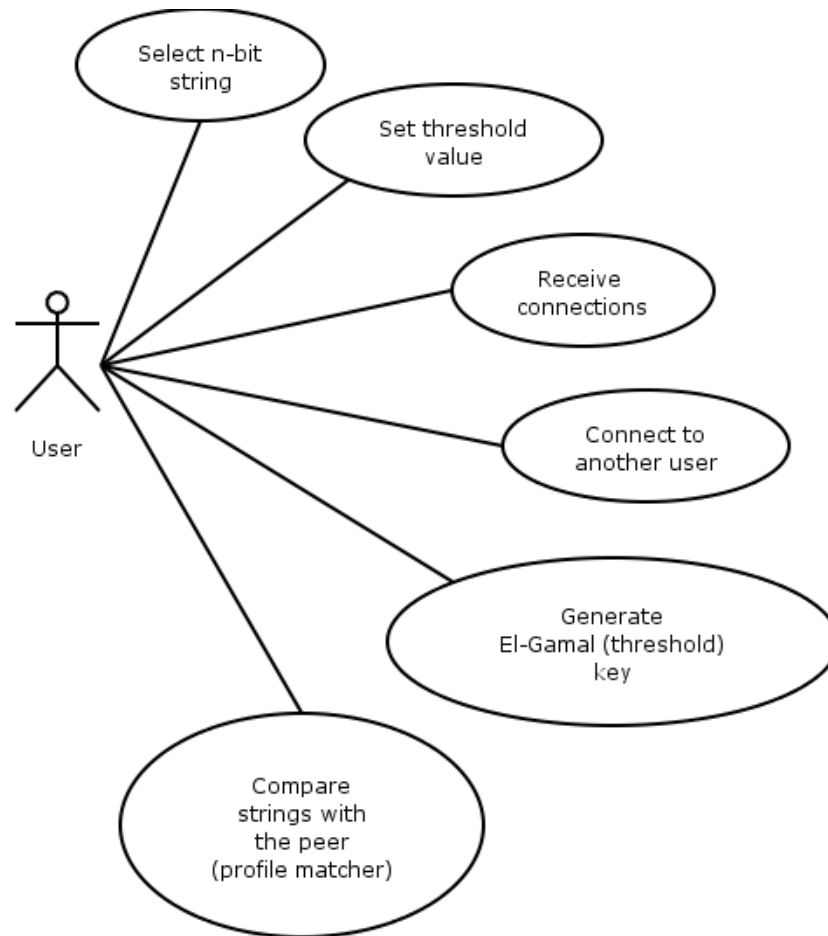 Select n-bit
string
Set threshold
value
Receive
connections
User
Connect to
another user
Generate
El-Gamal (threshold)
key
Compare
strings with
the peer
(profile matcher)